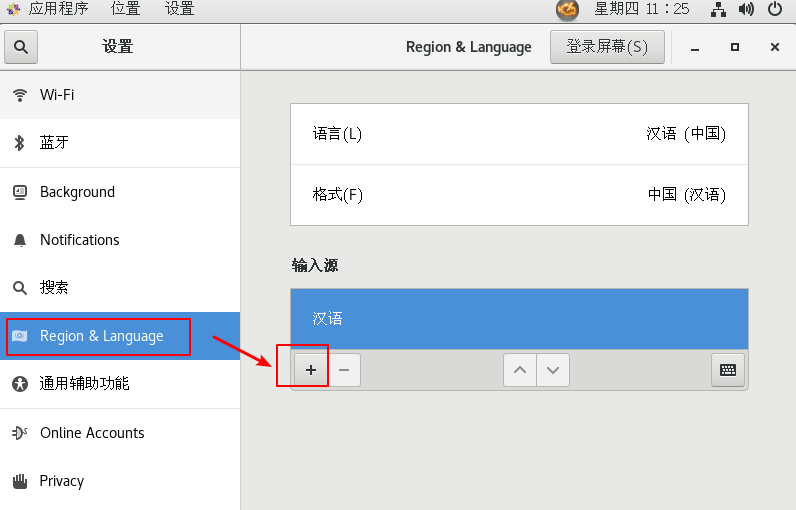 应用程序 位置 设置 星期四 11：25
设置 Region & Language 登录屏幕(S)
Wi-Fi
蓝牙
Background
Notifications
搜索
Region & Language
通用辅助功能
Online Accounts
Privacy
语言(L) 汉语 (中国)
格式(F) 中国 (汉语)
输入源
汉语